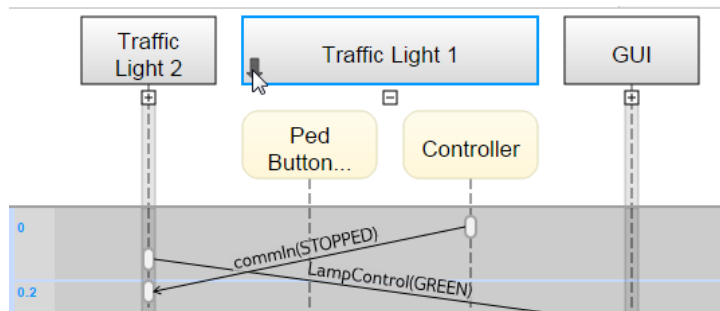 Traffic
Light 2
Traffic Light 1
GUI
Ped
Button...
Controller
0
commIn(STOPPED)
LampControl(GREEN)
0.2